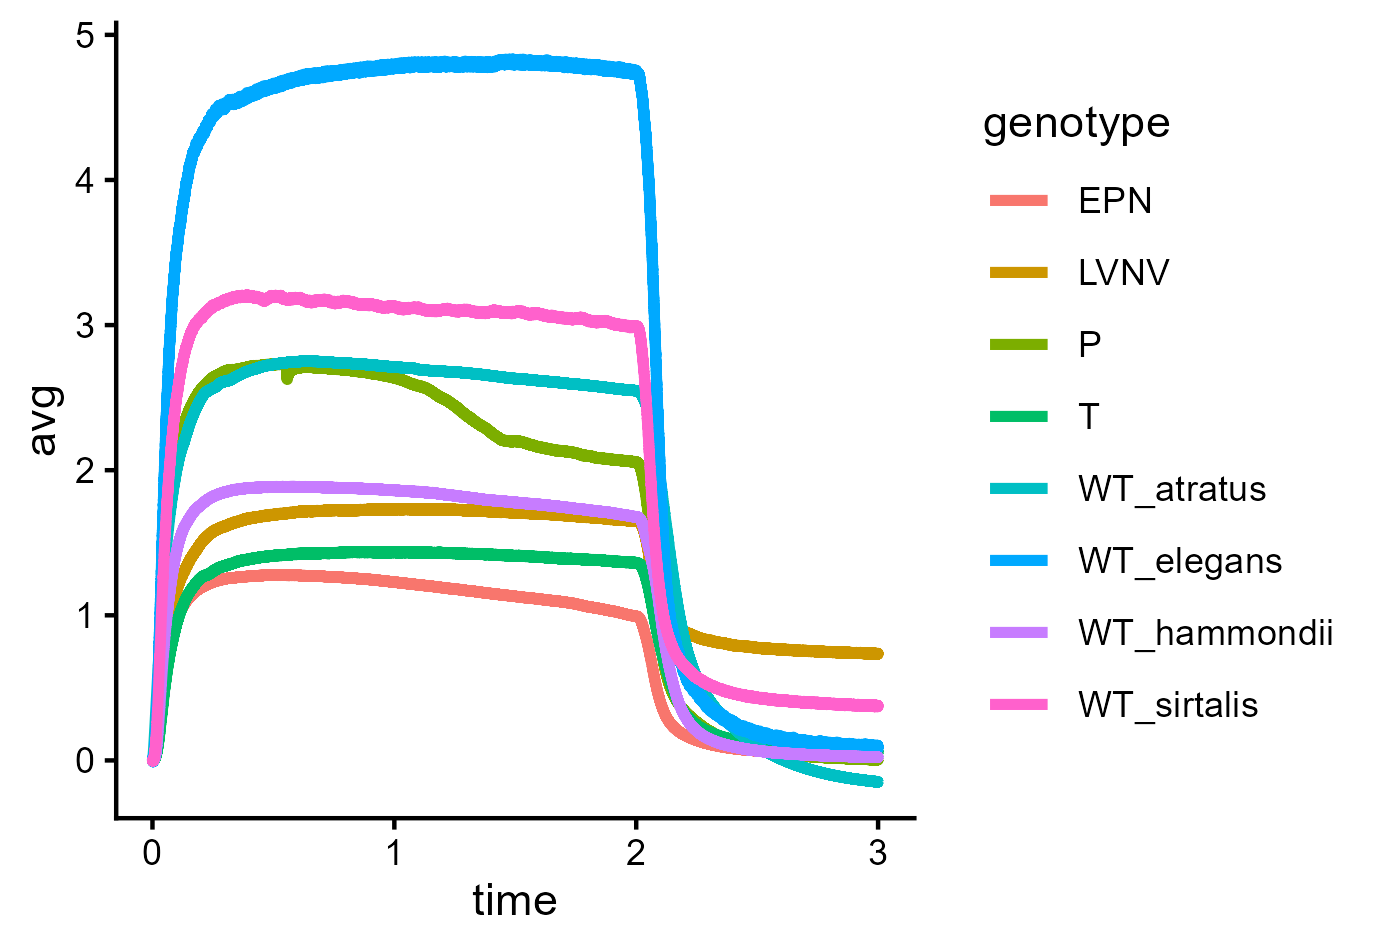 5
4
3
2
1
0
avg
0 1 2 3
time
genotype
EPN
LVNV
P
T
WT_atratus
WT_elegans
WT_hammondii
WT_sirtalis